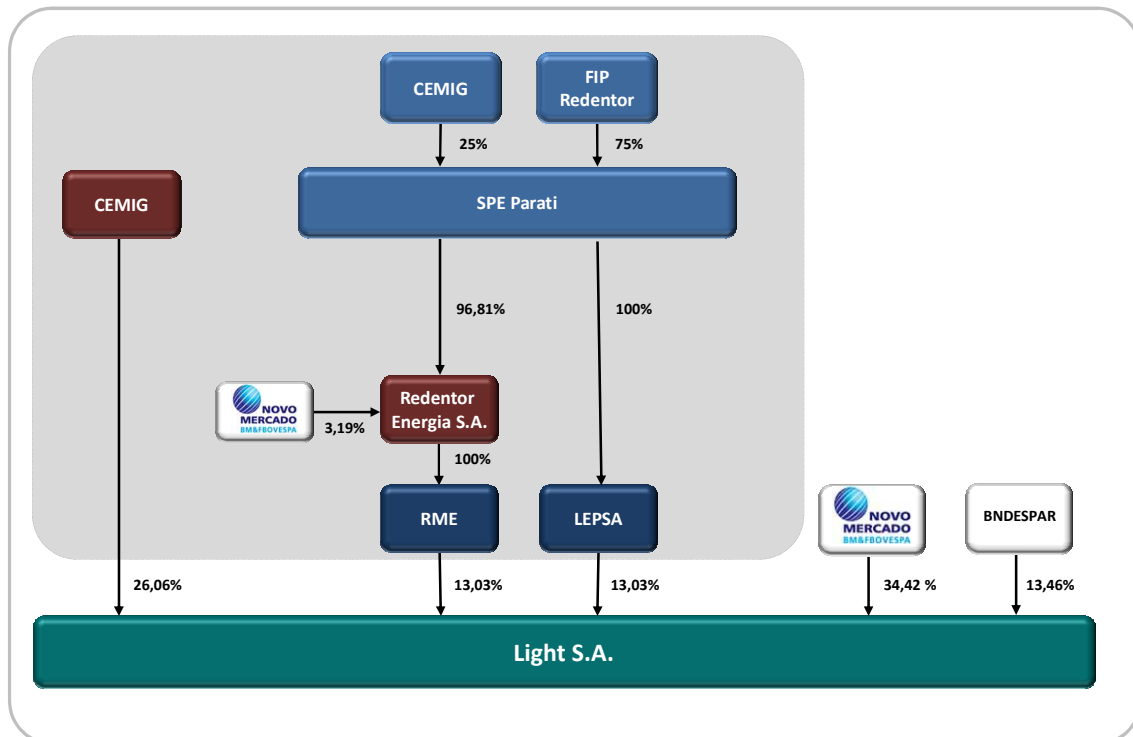 CEMIG
FIP
Redentor
25%
75%
CEMIG
SPE Parati
96,81%
100%
NOVO
MERCADO
BM&FBOVESPA
3,19%
Redentor
Energia S.A.
100%
RME
LEPSA
NOVO
MERCADO
BM&FBOVESPA
BNDESPAR
26,06%
13,03%
13,03%
34,42 %
13,46%
Light S.A.